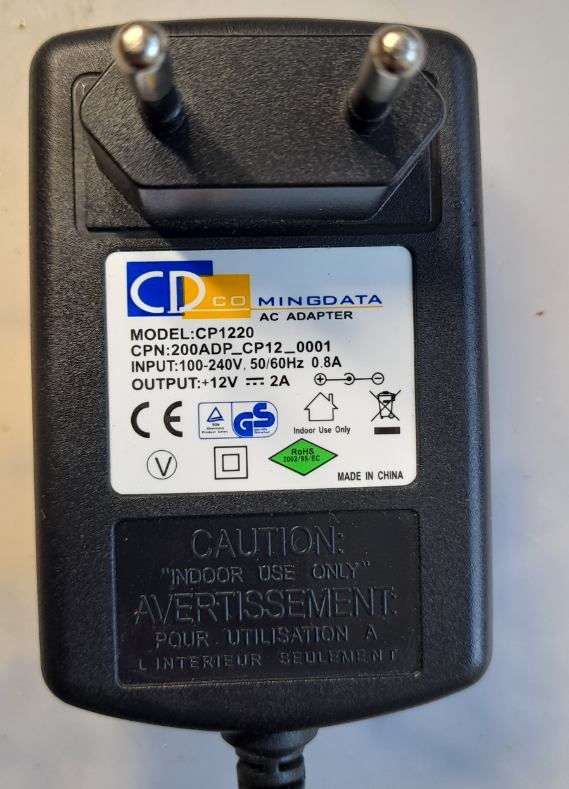 CD CO MINGDATA
AC ADAPTER
MODEL:CP1220
CPN:200ADP_CP12_0001
INPUT:100-240V, 50/60Hz 0.8A
OUTPUT:+12V ⎓ 2A
CE
GS
Indoor Use Only
V
RoHS
2002/95/EC
MADE IN CHINA
CAUTION:
"INDOOR USE ONLY"
AVERTISSEMENT:
POUR UTILISATION A
L INTERIEUR SEULEMENT